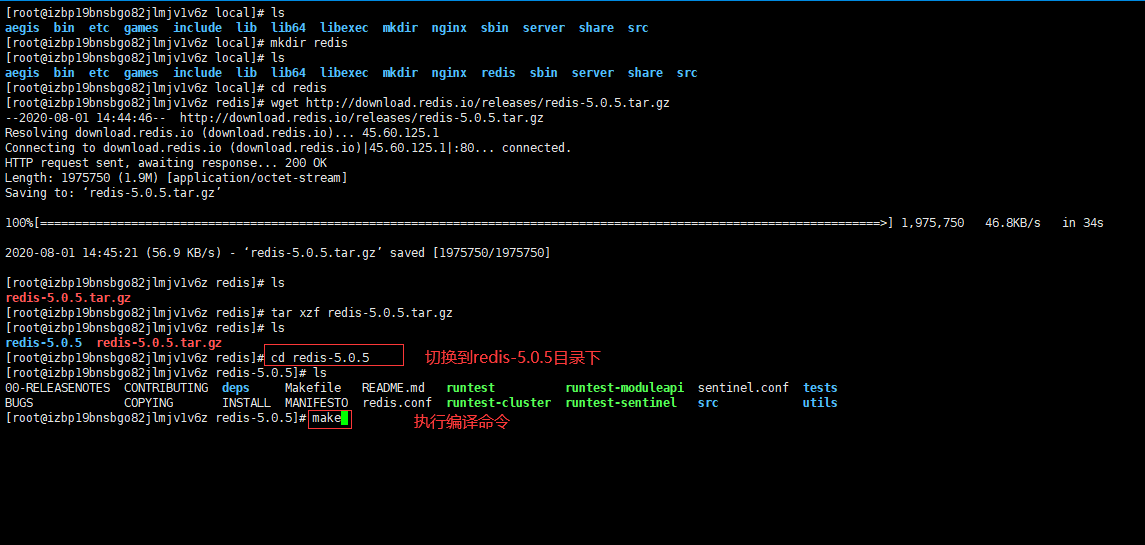 [root@izbp19bnsbgo82jlmjv1v6z local]# ls
aegis bin etc games include lib lib64 libexec mkdir nginx sbin server share src
[root@izbp19bnsbgo82jlmjv1v6z local]# mkdir redis
[root@izbp19bnsbgo82jlmjv1v6z local]# ls
aegis bin etc games include lib lib64 libexec mkdir nginx redis sbin server share src
[root@izbp19bnsbgo82jlmjv1v6z local]# cd redis
[root@izbp19bnsbgo82jlmjv1v6z redis]# wget http://download.redis.io/releases/redis-5.0.5.tar.gz
--2020-08-01 14:44:46-- http://download.redis.io/releases/redis-5.0.5.tar.gz
Resolving download.redis.io (download.redis.io)... 45.60.125.1
Connecting to download.redis.io (download.redis.io)|45.60.125.1|:80... connected.
HTTP request sent, awaiting response... 200 OK
Length: 1975750 (1.9M) [application/octet-stream]
Saving to: ‘redis-5.0.5.tar.gz’
100%[========================================================================================================================>] 1,975,750 46.8KB/s in 34s
2020-08-01 14:45:21 (56.9 KB/s) - ‘redis-5.0.5.tar.gz’ saved [1975750/1975750]
[root@izbp19bnsbgo82jlmjv1v6z redis]# ls
redis-5.0.5.tar.gz
[root@izbp19bnsbgo82jlmjv1v6z redis]# tar xzf redis-5.0.5.tar.gz
[root@izbp19bnsbgo82jlmjv1v6z redis]# ls
redis-5.0.5 redis-5.0.5.tar.gz
[root@izbp19bnsbgo82jlmjv1v6z redis]# cd redis-5.0.5 切换到redis-5.0.5目录下
[root@izbp19bnsbgo82jlmjv1v6z redis-5.0.5]# ls
00-RELEASENOTES CONTRIBUTING deps Makefile README.md runtest runtest-moduleapi sentinel.conf tests
BUGS COPYING INSTALL MANIFESTO redis.conf runtest-cluster runtest-sentinel src utils
[root@izbp19bnsbgo82jlmjv1v6z redis-5.0.5]# make 执行编译命令